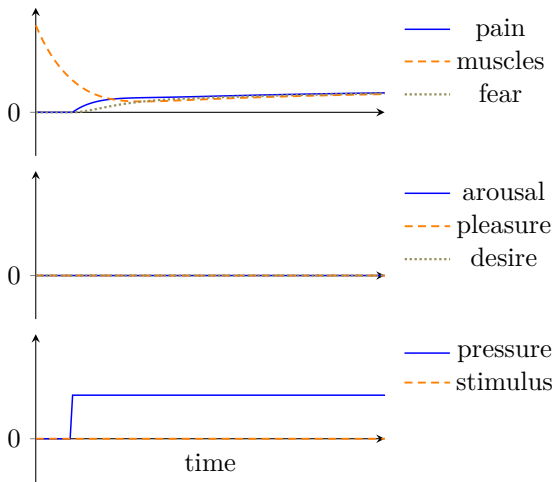 pain
muscles
fear
0
arousal
pleasure
desire
0
pressure
stimulus
0
time